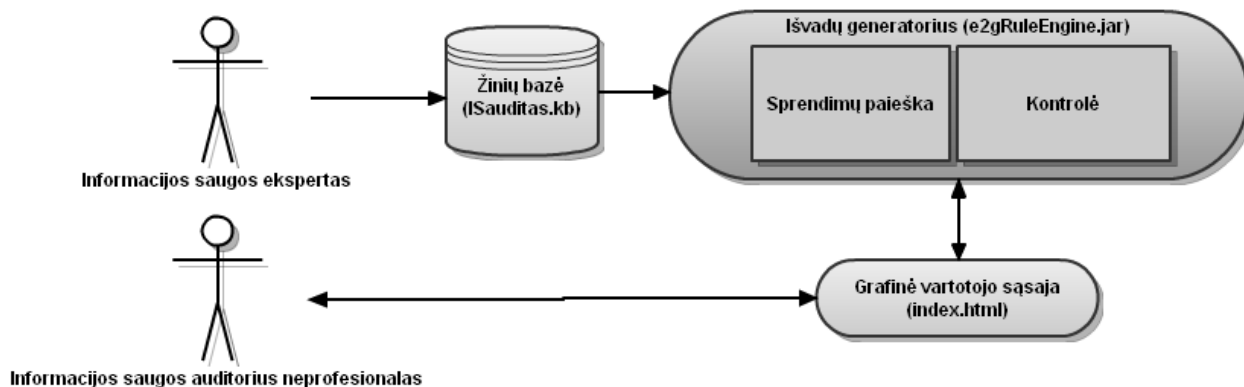 Išvadų generatorius (e2gRuleEngine.jar)
Žinių bazė
(ISauditas.kb)
Sprendimų paieška
Kontrolė
Informacijos saugos ekspertas
Grafinė vartotojo sąsaja
(index.html)
Informacijos saugos auditorius neprofesionalas